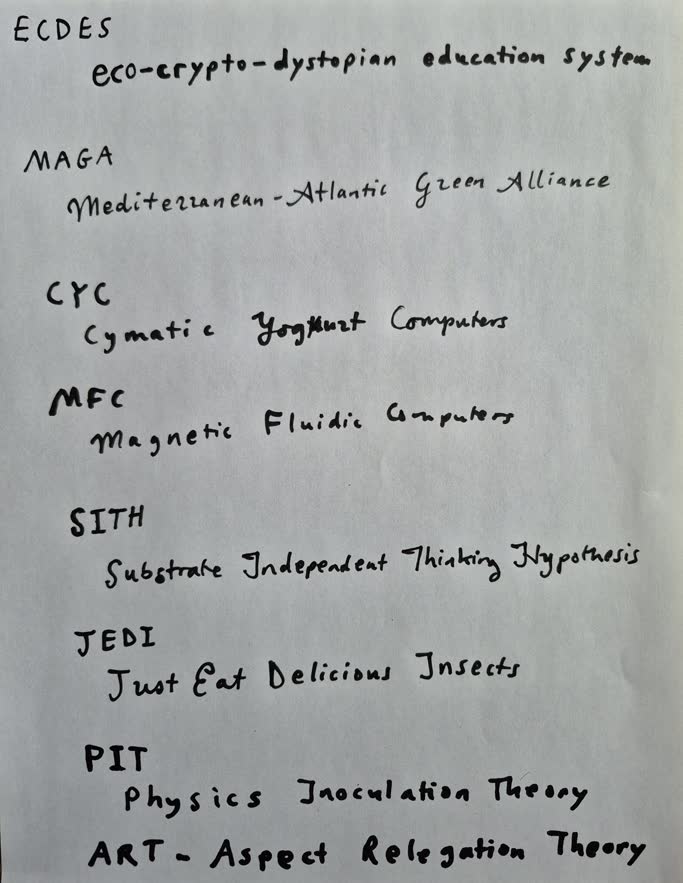 ECDES
eco-crypto-dystopian education system
MAGA
Mediterranean-Atlantic Green Alliance
CYC
Cymatic Yoghurt Computers
MFC
Magnetic Fluidic Computers
SITH
Substrate Independent Thinking Hypothesis
JEDI
Just Eat Delicious Insects
PIT
Physics Inoculation Theory
ART - Aspect Relegation Theory